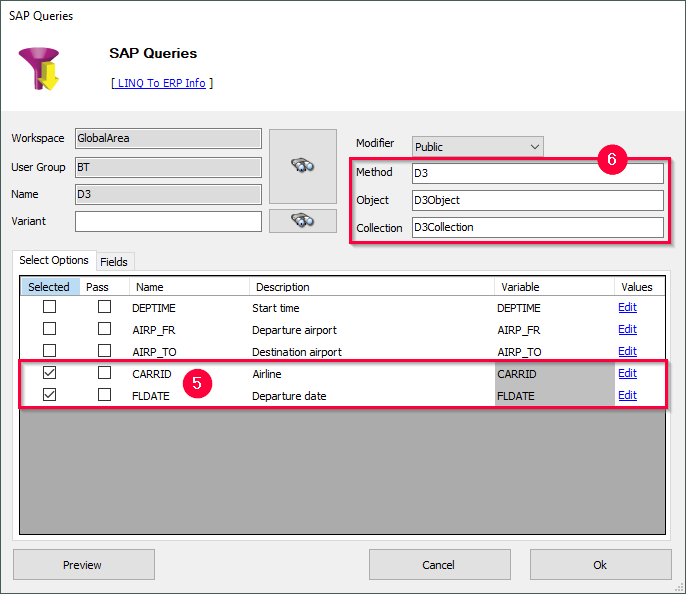 SAP Queries
SAP Queries
[ LINQ To ERP Info ]
Workspace GlobalArea
User Group BT
Name D3
Variant
Modifier Public
6
Method D3
Object D3Object
Collection D3Collection
Select Options Fields
Selected Pass Name Description Variable Values
DEPTIME Start time DEPTIME Edit
AIRP_FR Departure airport AIRP_FR Edit
AIRP_TO Destination airport AIRP_TO Edit
CARRID 5 Airline CARRID Edit
FLDATE Departure date FLDATE Edit
Preview Cancel Ok